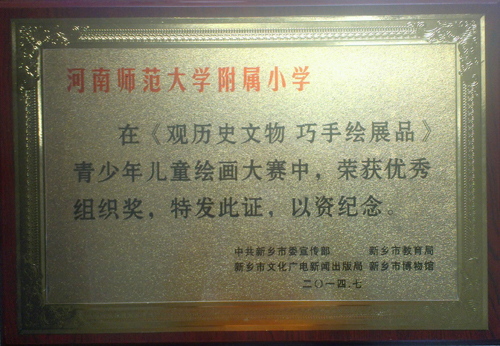 河南师范大学附属小学
在《观历史文物 巧手绘展品》
青少年儿童绘画大赛中，荣获优秀
组织奖，特发此证，以资纪念。
中共新乡市委宣传部 新乡市教育局
新乡市文化广电新闻出版局 新乡市博物馆
二〇一四.七